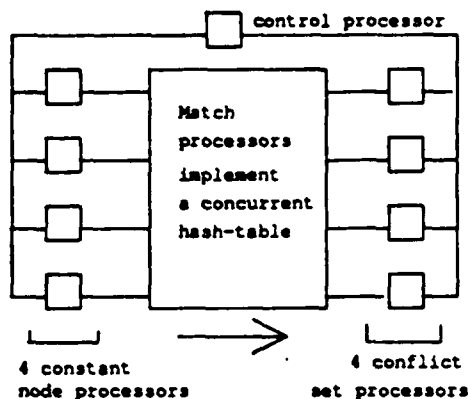 control processor
Match
processors
implement
a concurrent
hash-table
4 constant
node processors
4 conflict
set processors